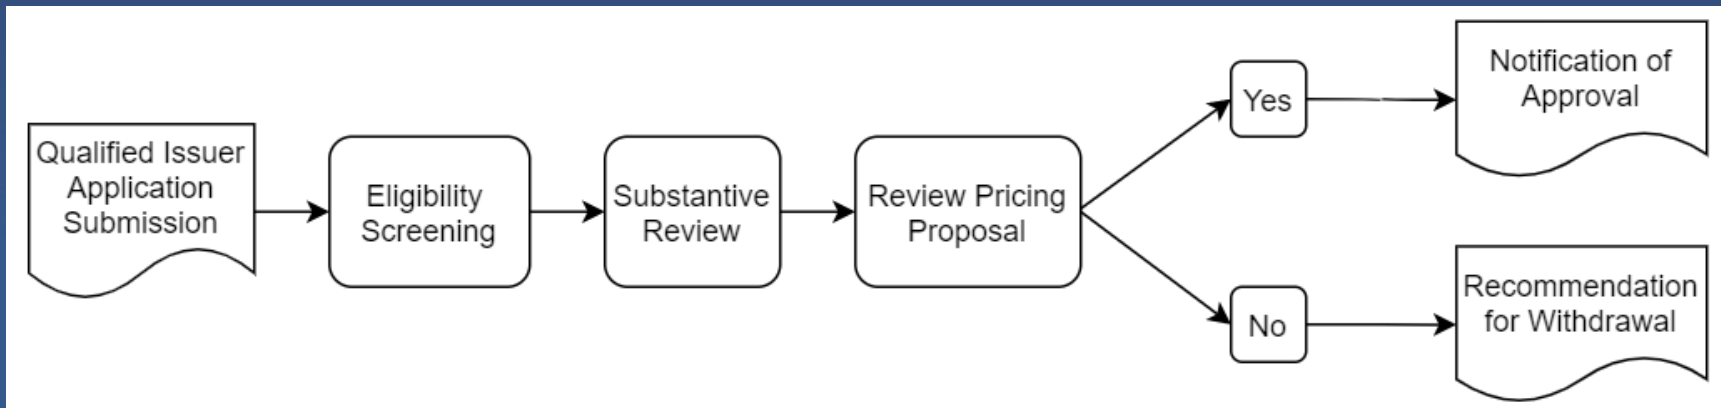 Qualified Issuer
Application
Submission
Eligibility
Screening
Substantive
Review
Review Pricing
Proposal
Yes
Notification of
Approval
No
Recommendation
for Withdrawal